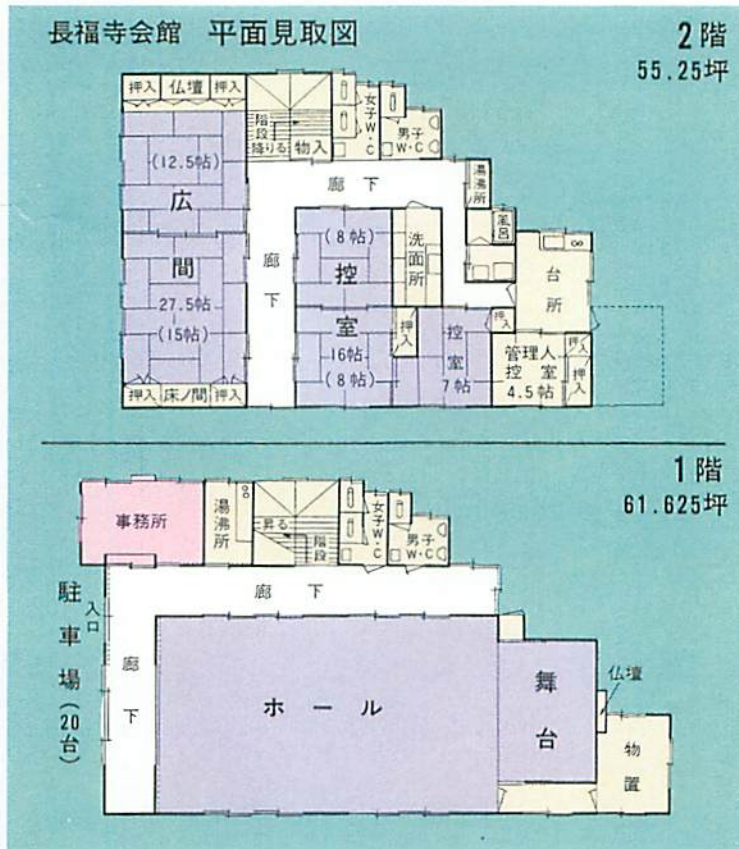 長福寺会館 平面見取図
2階
55.25坪
押入 仏壇 押入
階段
降りる
物入
女子W・C
男子
W・C
(12.5帖)
広間
27.5帖
(15帖)
押入 床ノ間 押入
廊下
廊下
湯沸所
風呂
台所
(8帖)
控室
16帖
(8帖)
洗面所
押入
控室
7帖
押入
管理人
控室
4.5帖
押入
押入
1階
61.625坪
事務所
湯沸所
昇る
階段
女子W・C
男子
W・C
廊下
入口
駐車場(20台)
廊下
ホール
舞台
仏壇
物置